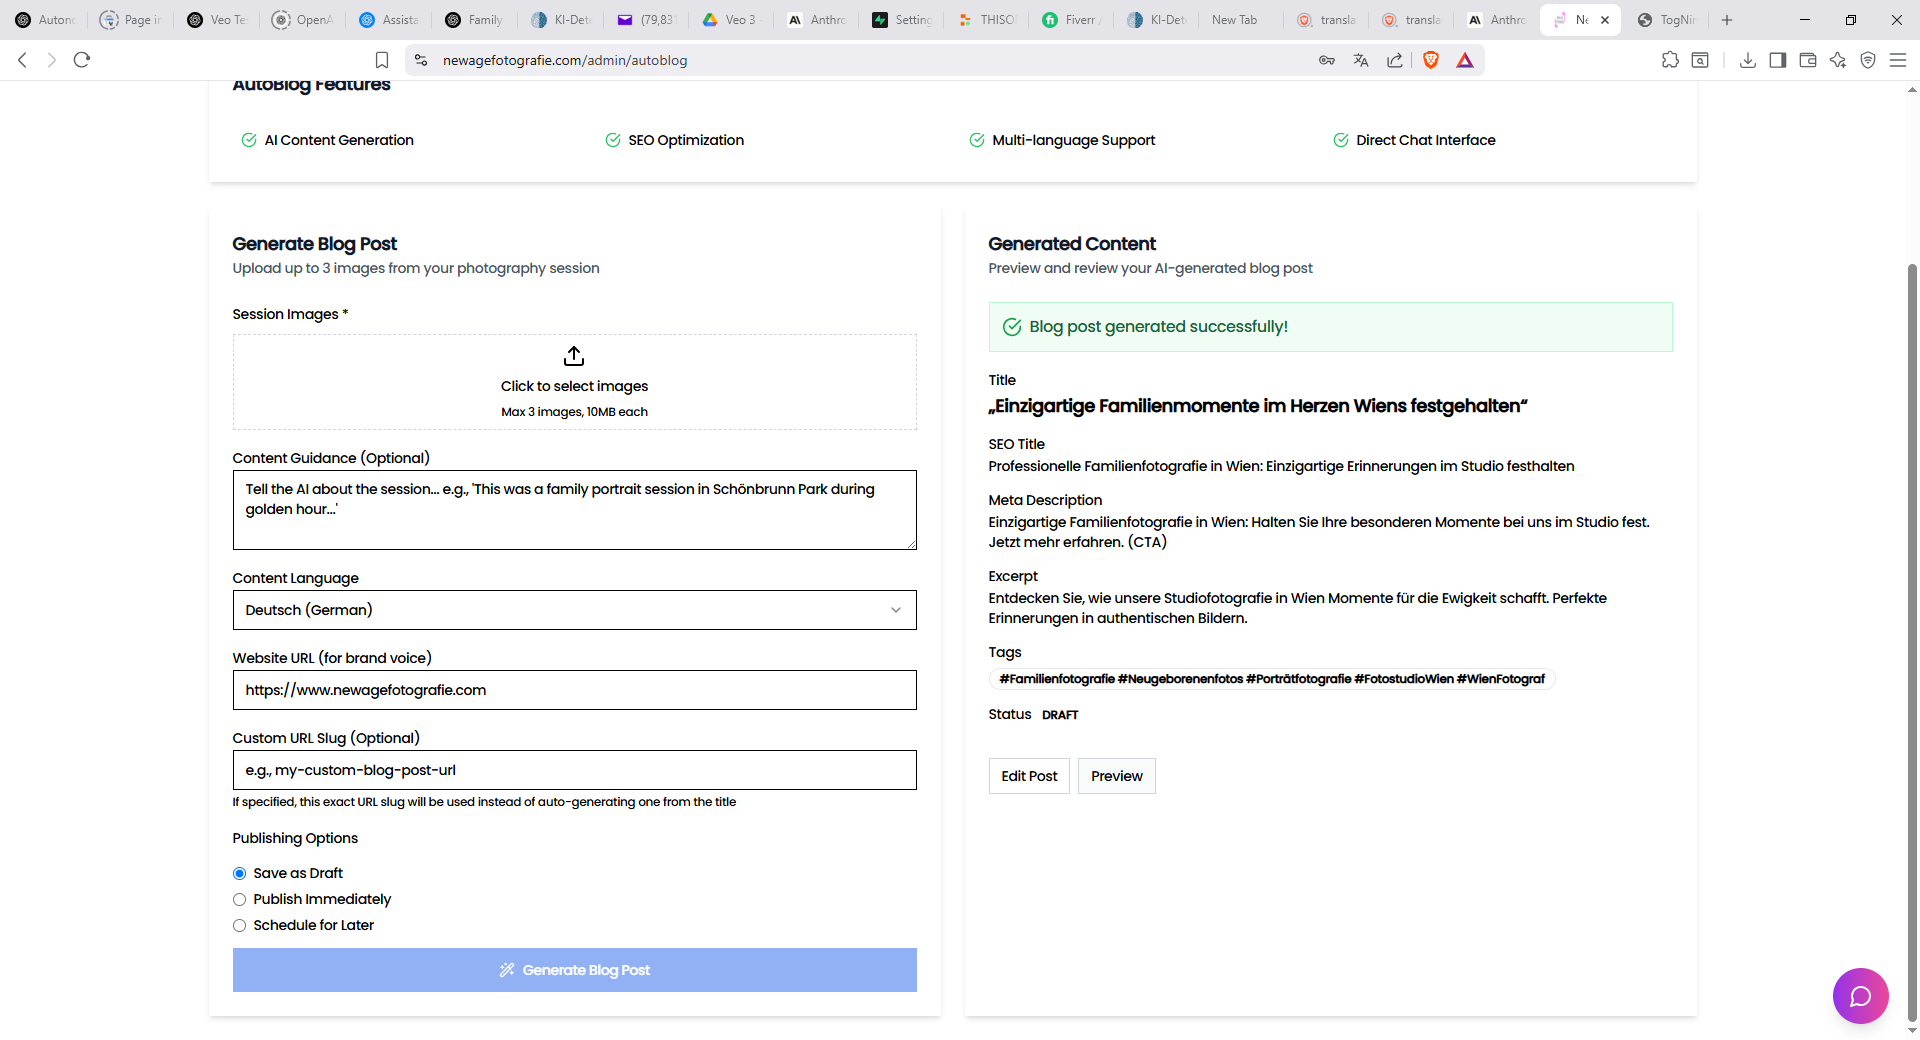 Autono
Page in
Veo Te
OpenA
Assista
Family
KI-Det
(79,831
Veo 3 -
Anthro
Setting
THISO
Fiverr /
KI-Det
New Tab
transla
transla
Anthro
Ne
TogNin
newagefotografie.com/admin/autoblog
AutoBlog Features
AI Content Generation
SEO Optimization
Multi-language Support
Direct Chat Interface
Generate Blog Post
Upload up to 3 images from your photography session
Session Images *
Click to select images
Max 3 images, 10MB each
Content Guidance (Optional)
Tell the AI about the session... e.g., 'This was a family portrait session in Schönbrunn Park during
golden hour...'
Content Language
Deutsch (German)
Website URL (for brand voice)
https://www.newagefotografie.com
Custom URL Slug (Optional)
e.g., my-custom-blog-post-url
If specified, this exact URL slug will be used instead of auto-generating one from the title
Publishing Options
Save as Draft
Publish Immediately
Schedule for Later
Generate Blog Post
Generated Content
Preview and review your AI-generated blog post
Blog post generated successfully!
Title
„Einzigartige Familienmomente im Herzen Wiens festgehalten“
SEO Title
Professionelle Familienfotografie in Wien: Einzigartige Erinnerungen im Studio festhalten
Meta Description
Einzigartige Familienfotografie in Wien: Halten Sie Ihre besonderen Momente bei uns im Studio fest.
Jetzt mehr erfahren. (CTA)
Excerpt
Entdecken Sie, wie unsere Studiofotografie in Wien Momente für die Ewigkeit schafft. Perfekte
Erinnerungen in authentischen Bildern.
Tags
#Familienfotografie #Neugeborenenfotos #Porträtfotografie #FotostudioWien #WienFotograf
Status DRAFT
Edit Post
Preview